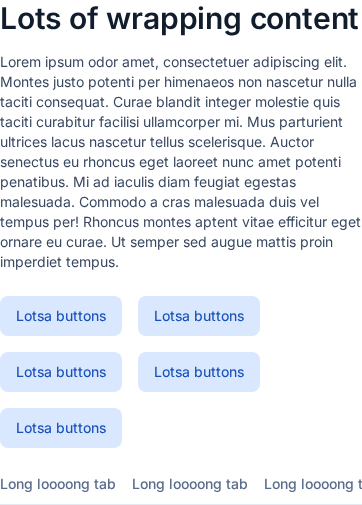 Lots of wrapping content
Lorem ipsum odor amet, consectetuer adipiscing elit.
Montes justo potenti per himenaeos non nascetur nulla
taciti consequat. Curae blandit integer molestie quis
taciti curabitur facilisi ullamcorper mi. Mus parturient
ultrices lacus nascetur tellus scelerisque. Auctor
senectus eu rhoncus eget laoreet nunc amet potenti
penatibus. Mi ad iaculis diam feugiat egestas
malesuada. Commodo a cras malesuada duis vel
tempus per! Rhoncus montes aptent vitae efficitur eget
ornare eu curae. Ut semper sed augue mattis proin
imperdiet tempus.
Lotsa buttons Lotsa buttons
Lotsa buttons Lotsa buttons
Lotsa buttons
Long loooong tab Long loooong tab Long loooong t